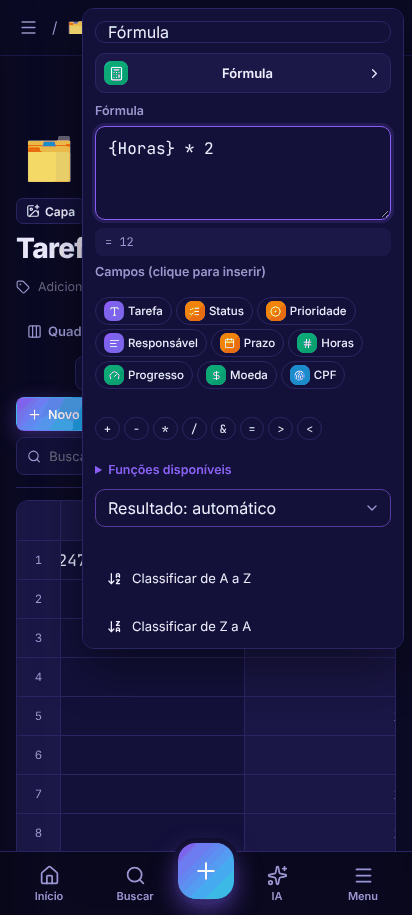 /
Fórmula
Fórmula
Fórmula
{Horas} * 2
= 12
Campos (clique para inserir)
Tarefa Status Prioridade
Responsável Prazo Horas
Progresso Moeda CPF
+ - * / & = > <
Funções disponíveis
Resultado: automático
Classificar de A a Z
Classificar de Z a A
Capa
Taref
Adicion
Quad
Novo
Busca
1 247
2
3
4
5
6
7
8
Início Buscar IA Menu